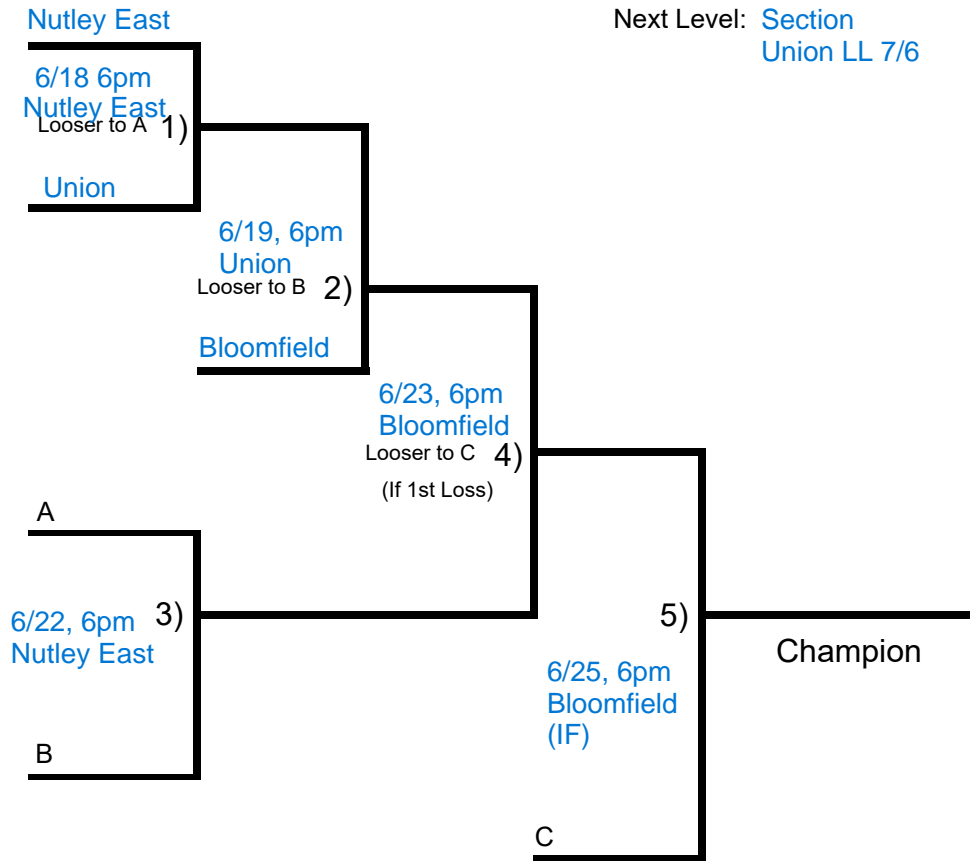 Nutley East
Next Level: Section
Union LL 7/6
6/18 6pm
Nutley East
Looser to A 1)
Union
6/19, 6pm
Union
Looser to B 2)
Bloomfield
6/23, 6pm
Bloomfield
Looser to C 4)
(If 1st Loss)
A
6/22, 6pm 3)
Nutley East
5)
Champion
6/25, 6pm
Bloomfield
(IF)
B
C